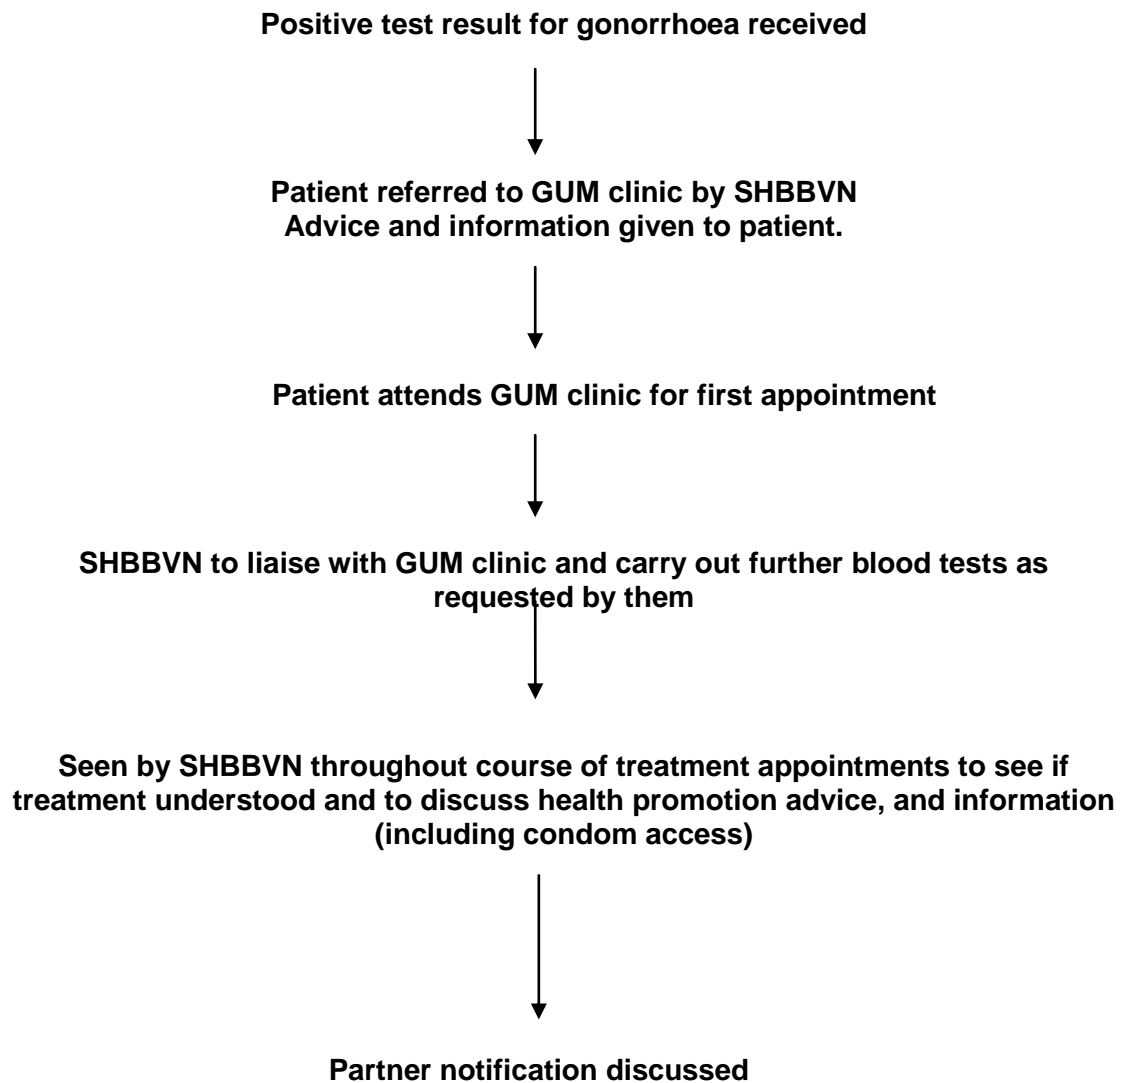 Positive test result for gonorrhoea received
Patient referred to GUM clinic by SHBBVN
Advice and information given to patient.
Patient attends GUM clinic for first appointment
SHBBVN to liaise with GUM clinic and carry out further blood tests as
requested by them
Seen by SHBBVN throughout course of treatment appointments to see if
treatment understood and to discuss health promotion advice, and information
(including condom access)
Partner notification discussed